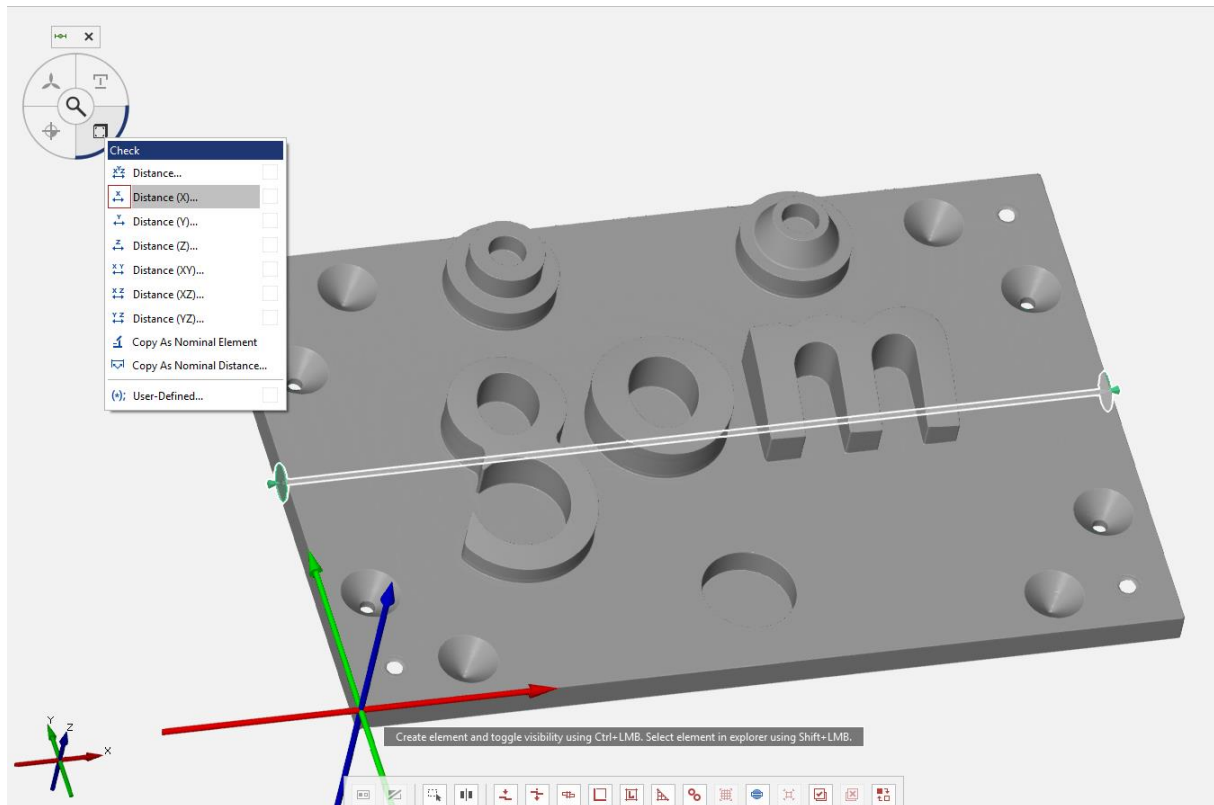 Check
Distance...
Distance (X)...
Distance (Y)...
Distance (Z)...
Distance (XY)...
Distance (XZ)...
Distance (YZ)...
Copy As Nominal Element
Copy As Nominal Distance...
User-Defined...
gom
Create element and toggle visibility using Ctrl+LMB. Select element in explorer using Shift+LMB.
Y
Z
X